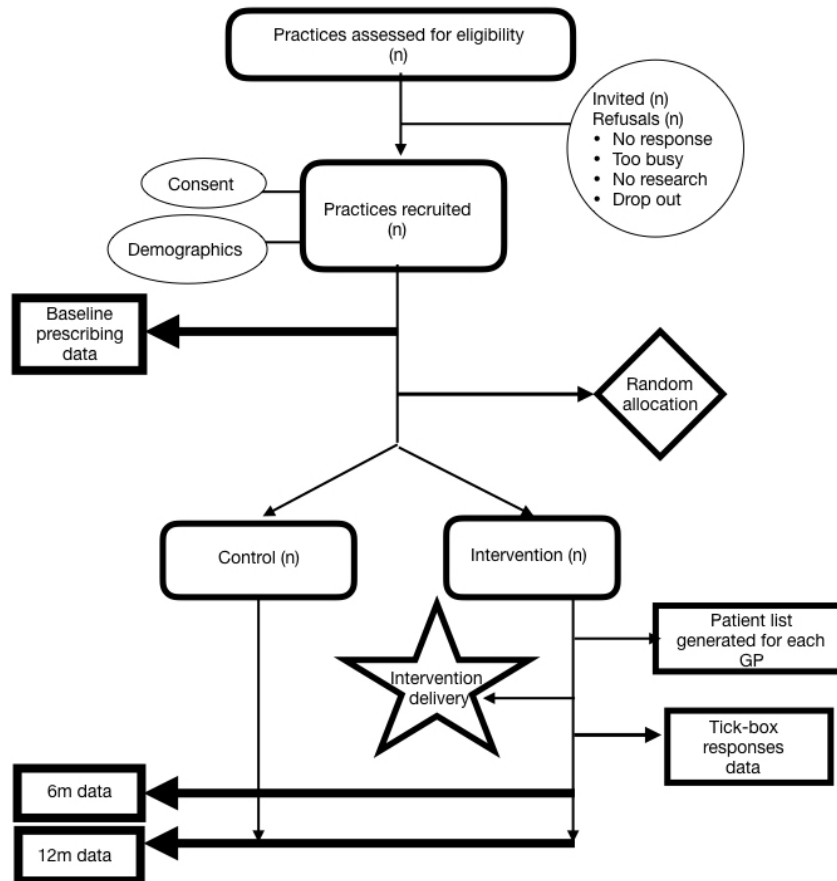 Practices assessed for eligibility
(n)
Invited (n)
Refusals (n)
• No response
• Too busy
• No research
• Drop out
Consent
Practices recruited
(n)
Demographics
Baseline
prescribing
data
Random
allocation
Control (n)
Intervention (n)
Patient list
generated for each
GP
Intervention
delivery
Tick-box
responses
data
6m data
12m data